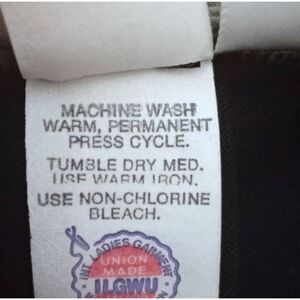 MACHINE WASH
WARM, PERMANENT
PRESS CYCLE.
TUMBLE DRY MED.
USE WARM IRON.
USE NON-CHLORINE
BLEACH.
INT. LADIES GARMENT
UNION
MADE
ILGWU